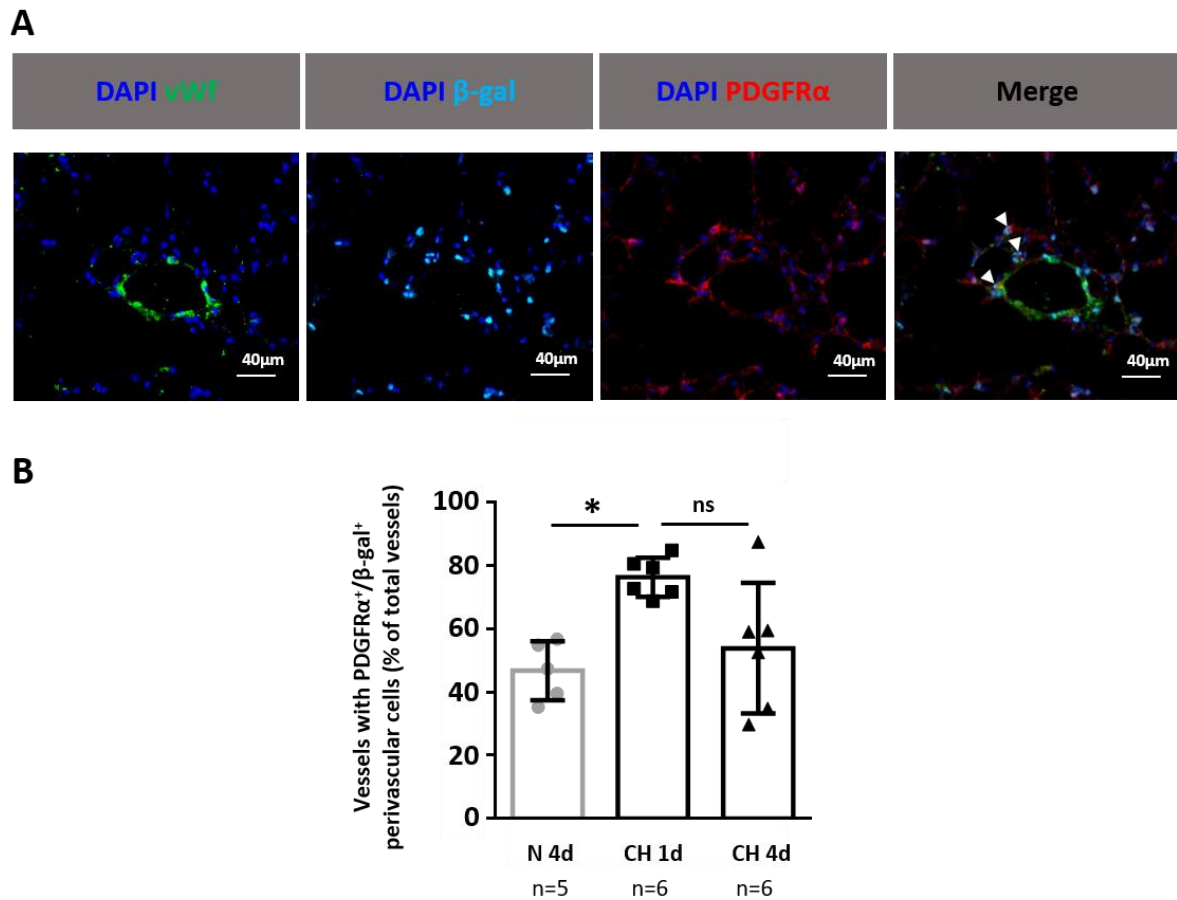 A
DAPI vWf
DAPI β-gal
DAPI PDGFRα
Merge
40µm
40µm
40µm
40µm
B
Vessels with PDGFRα⁺/β-gal⁺
perivascular cells (% of total vessels)
100
80
60
40
20
0
*
ns
N 4d
CH 1d
CH 4d
n=5
n=6
n=6